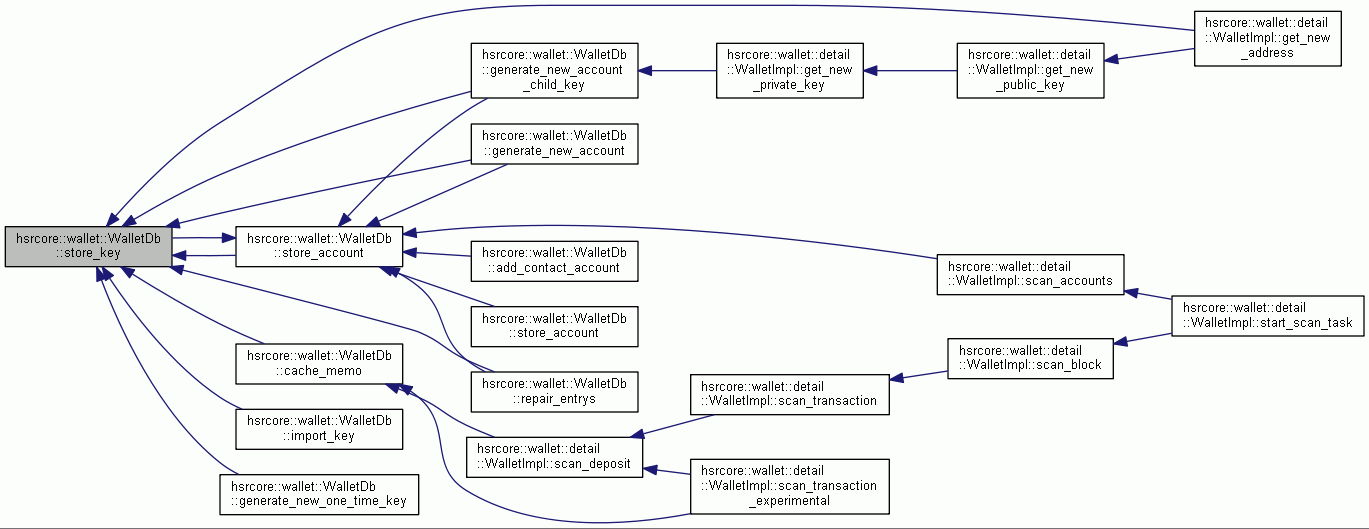 hsrcore::wallet::WalletDb
::store_key
hsrcore::wallet::WalletDb
::store_account
hsrcore::wallet::WalletDb
::cache_memo
hsrcore::wallet::WalletDb
::import_key
hsrcore::wallet::WalletDb
::generate_new_one_time_key
hsrcore::wallet::WalletDb
::generate_new_account
_child_key
hsrcore::wallet::WalletDb
::generate_new_account
hsrcore::wallet::WalletDb
::add_contact_account
hsrcore::wallet::WalletDb
::store_account
hsrcore::wallet::WalletDb
::repair_entrys
hsrcore::wallet::detail
::WalletImpl::scan_deposit
hsrcore::wallet::detail
::WalletImpl::get_new
_private_key
hsrcore::wallet::detail
::WalletImpl::scan_transaction
hsrcore::wallet::detail
::WalletImpl::scan_transaction
_experimental
hsrcore::wallet::detail
::WalletImpl::get_new
_public_key
hsrcore::wallet::detail
::WalletImpl::scan_accounts
hsrcore::wallet::detail
::WalletImpl::scan_block
hsrcore::wallet::detail
::WalletImpl::get_new
_address
hsrcore::wallet::detail
::WalletImpl::start_scan_task